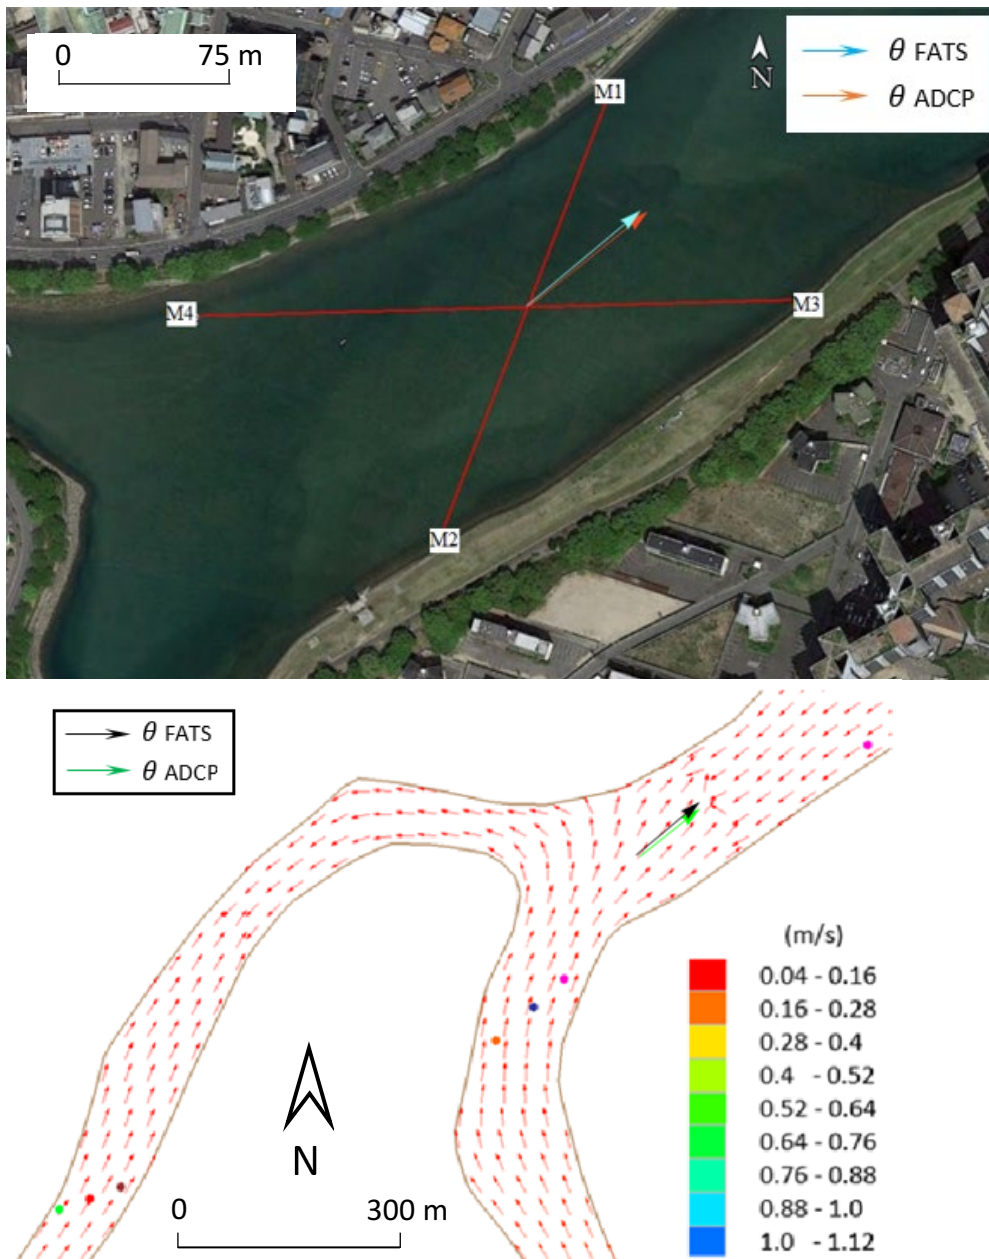 0 75 m
N
θ FATS
θ ADCP
M1
M4
M3
M2
θ FATS
θ ADCP
(m/s)
0.04 - 0.16
0.16 - 0.28
0.28 - 0.4
0.4 - 0.52
0.52 - 0.64
0.64 - 0.76
0.76 - 0.88
0.88 - 1.0
1.0 - 1.12
N
0 300 m